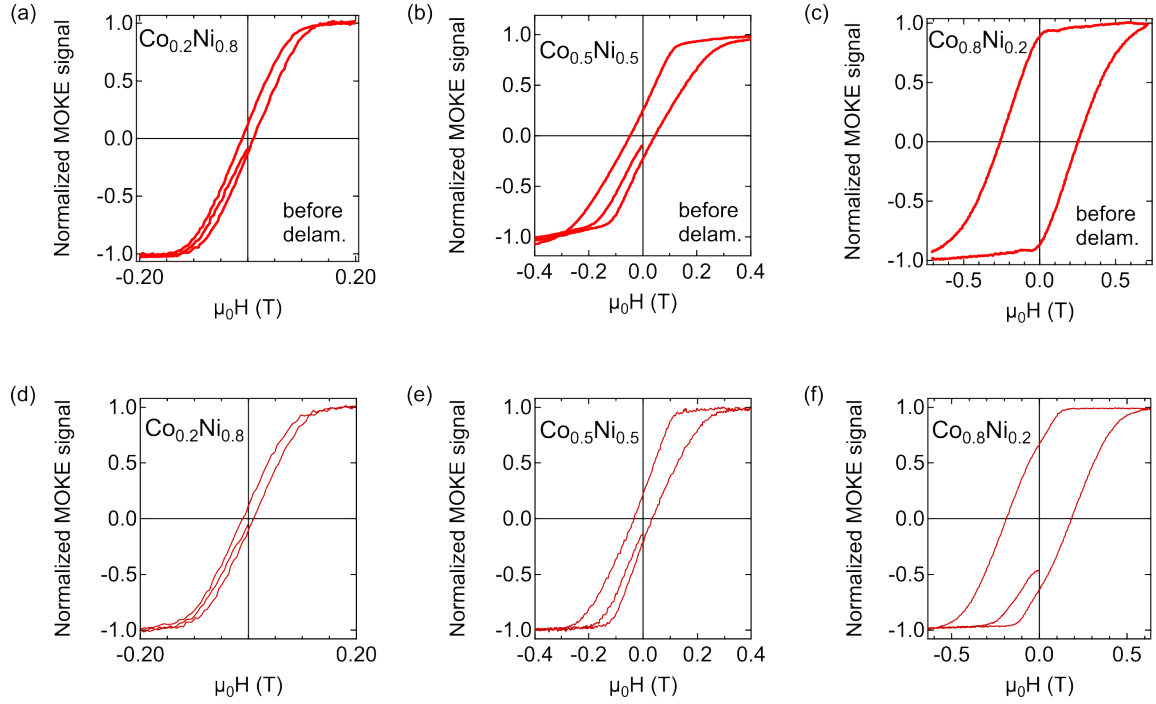 (a)
Normalized MOKE signal
1.0
0.5
0.0
-0.5
-1.0
Co0.2Ni0.8
before
delam.
-0.20
0.20
µ0H (T)
(b)
Normalized MOKE signal
1.0
0.5
0.0
-0.5
-1.0
Co0.5Ni0.5
before
delam.
-0.4 -0.2 0.0 0.2 0.4
µ0H (T)
(c)
Normalized MOKE signal
1.0
0.5
0.0
-0.5
-1.0
Co0.8Ni0.2
before
delam.
-0.5 0.0 0.5
µ0H (T)
(d)
Normalized MOKE signal
1.0
0.5
0.0
-0.5
-1.0
Co0.2Ni0.8
-0.20
0.20
µ0H (T)
(e)
Normalized MOKE signal
1.0
0.5
0.0
-0.5
-1.0
Co0.5Ni0.5
-0.4 -0.2 0.0 0.2 0.4
µ0H (T)
(f)
Normalized MOKE signal
1.0
0.5
0.0
-0.5
-1.0
Co0.8Ni0.2
-0.5 0.0 0.5
µ0H (T)